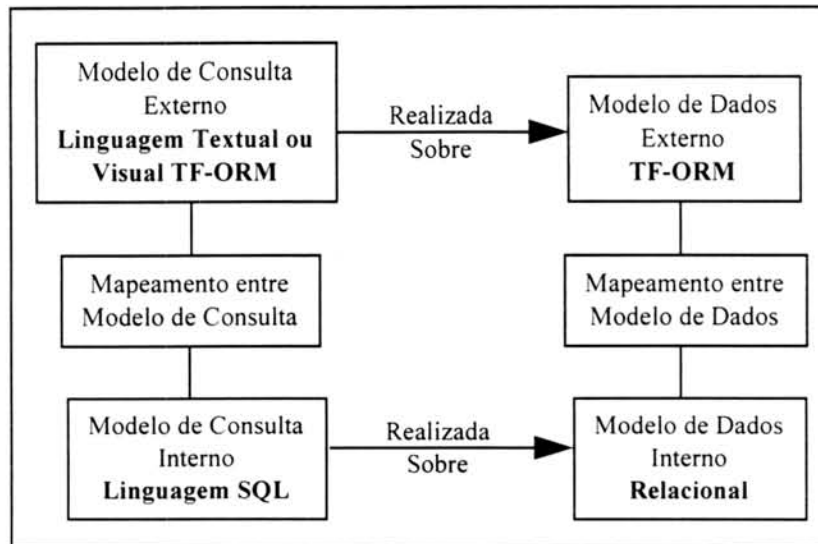 Modelo de Consulta
Externo
Linguagem Textual ou
Visual TF-ORM
Realizada
Sobre
Modelo de Dados
Externo
TF-ORM
Mapeamento entre
Modelo de Consulta
Mapeamento entre
Modelo de Dados
Modelo de Consulta
Interno
Linguagem SQL
Realizada
Sobre
Modelo de Dados
Interno
Relacional